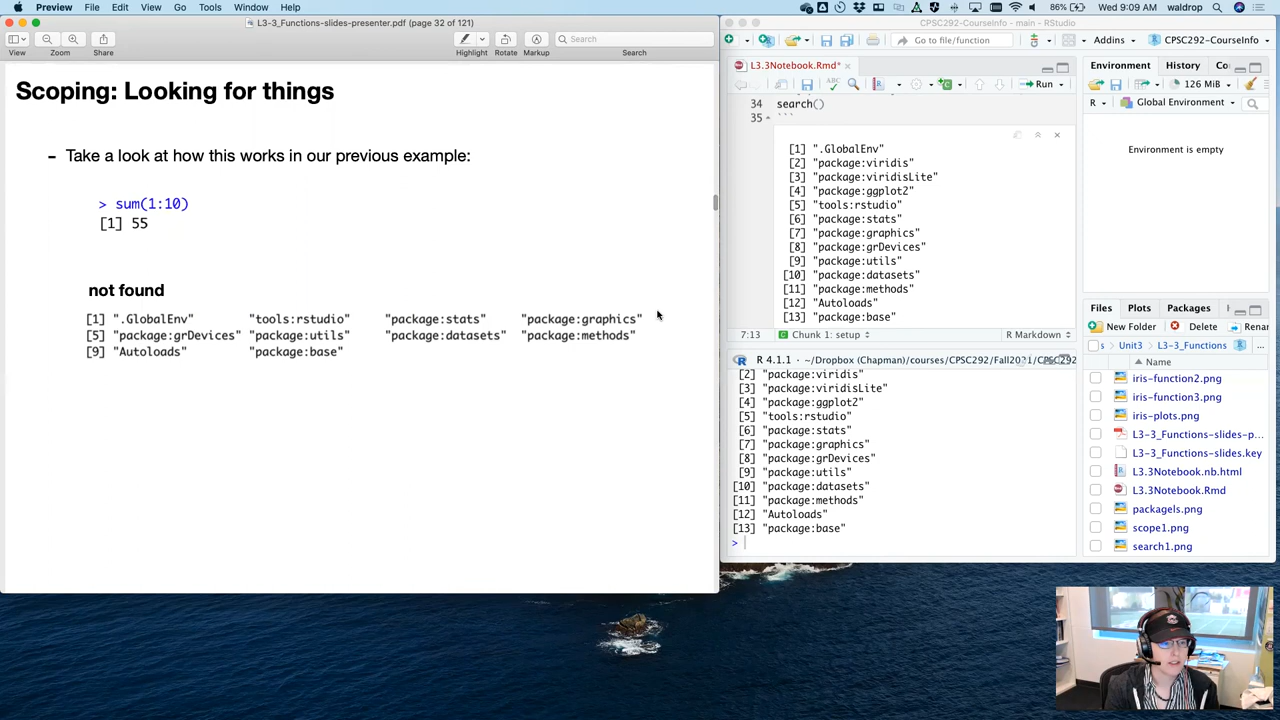 Preview File Edit View Go Tools Window Help
86% Wed 9:09 AM waldrop
L3-3_Functions-slides-presenter.pdf (page 32 of 121)
View Zoom Share Highlight Rotate Markup Search
Search
Scoping: Looking for things
- Take a look at how this works in our previous example:
> sum(1:10)
[1] 55
not found
[1] ".GlobalEnv" "tools:rstudio" "package:stats" "package:graphics"
[5] "package:grDevices" "package:utils" "package:datasets" "package:methods"
[9] "Autoloads" "package:base"
CPSC292-CourseInfo - main - RStudio
Go to file/function Addins CPSC292-CourseInfo
L3.3Notebook.Rmd*
Run
34 search()
35 ```
[1] ".GlobalEnv"
[2] "package:viridis"
[3] "package:viridisLite"
[4] "package:ggplot2"
[5] "tools:rstudio"
[6] "package:stats"
[7] "package:graphics"
[8] "package:grDevices"
[9] "package:utils"
[10] "package:datasets"
[11] "package:methods"
[12] "Autoloads"
[13] "package:base"
7:13 Chunk 1: setup R Markdown
R 4.1.1 · ~/Dropbox (Chapman)/courses/CPSC292/Fall2021/CPSC292
[2] "package:viridis"
[3] "package:viridisLite"
[4] "package:ggplot2"
[5] "tools:rstudio"
[6] "package:stats"
[7] "package:graphics"
[8] "package:grDevices"
[9] "package:utils"
[10] "package:datasets"
[11] "package:methods"
[12] "Autoloads"
[13] "package:base"
>
Environment History Co
126 MiB
R Global Environment
Environment is empty
Files Plots Packages
New Folder Delete Renan
s Unit3 L3-3_Functions ...
Name
iris-function2.png
iris-function3.png
iris-plots.png
L3-3_Functions-slides-p...
L3-3_Functions-slides.key
L3.3Notebook.nb.html
L3.3Notebook.Rmd
packagels.png
scope1.png
search1.png